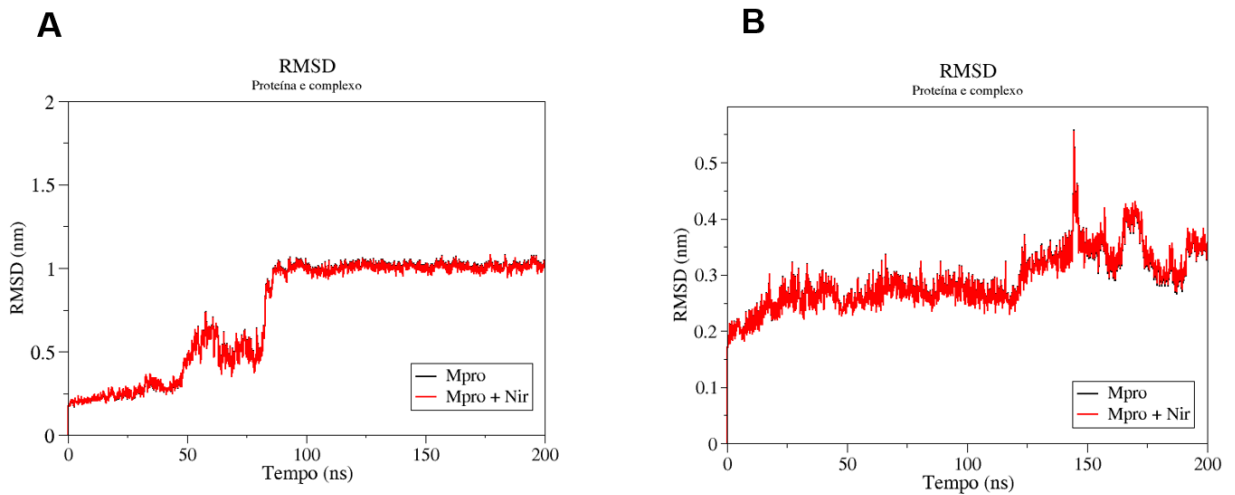 A
RMSD
Proteína e complexo
2
1.5
1
0.5
0
RMSD (nm)
0 50 100 150 200
Tempo (ns)
Mpro
Mpro + Nir
B
RMSD
Proteína e complexo
0.5
0.4
0.3
0.2
0.1
0
RMSD (nm)
0 50 100 150 200
Tempo (ns)
Mpro
Mpro + Nir